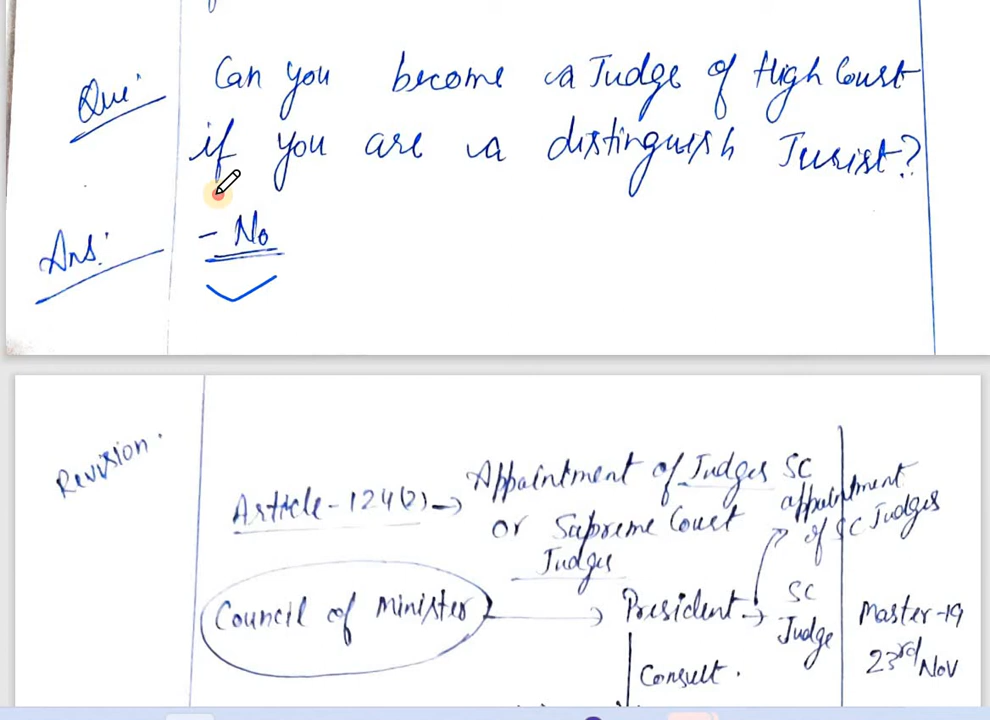 Que:
Can you become a Judge of High Court
if you are a distinguish Jurist?
Ans:
- No
Revision.
Article-124(2) → Appointment of Judges SC
or Supreme Court
Judges
appointment
of SC Judges
Council of Minister → President → SC
Judge
Consult.
Master-19
23rd Nov